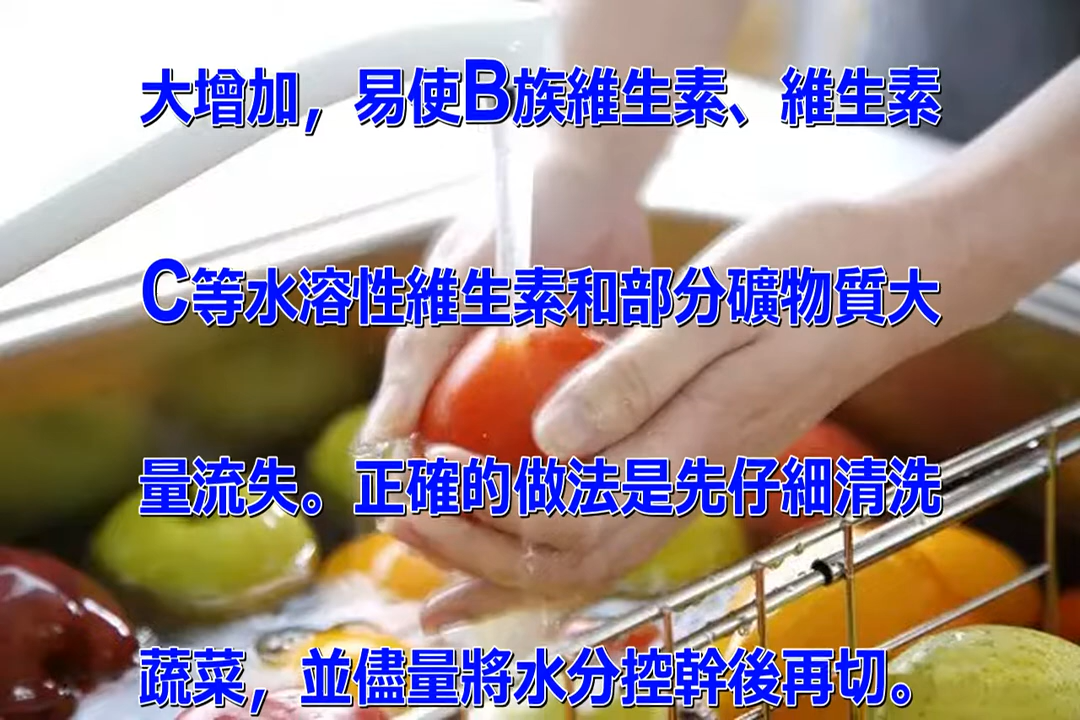 大增加，易使B族維生素、維生素
C等水溶性維生素和部分礦物質大
量流失。正確的做法是先仔細清洗
蔬菜，並儘量將水分控幹後再切。